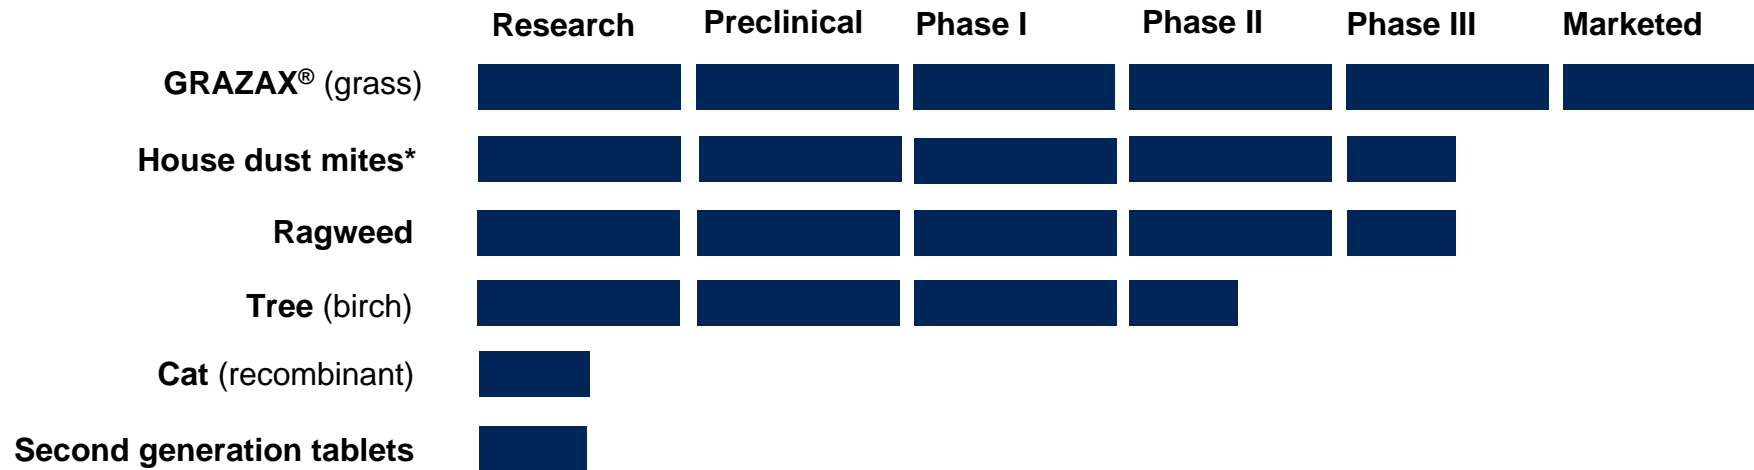 Research Preclinical Phase I Phase II Phase III Marketed
GRAZAX® (grass)
House dust mites*
Ragweed
Tree (birch)
Cat (recombinant)
Second generation tablets